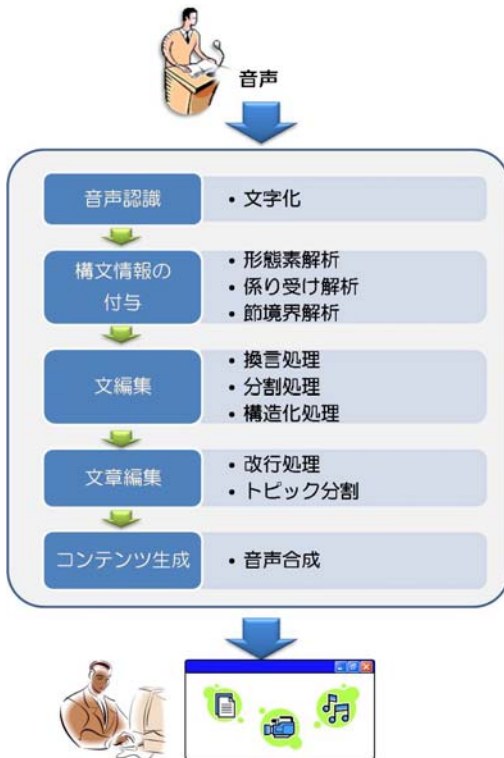 音声
音声認識
• 文字化
構文情報の
付与
• 形態素解析
• 係り受け解析
• 節境界解析
文編集
• 換言処理
• 分割処理
• 構造化処理
文章編集
• 改行処理
• トピック分割
コンテンツ生成
• 音声合成